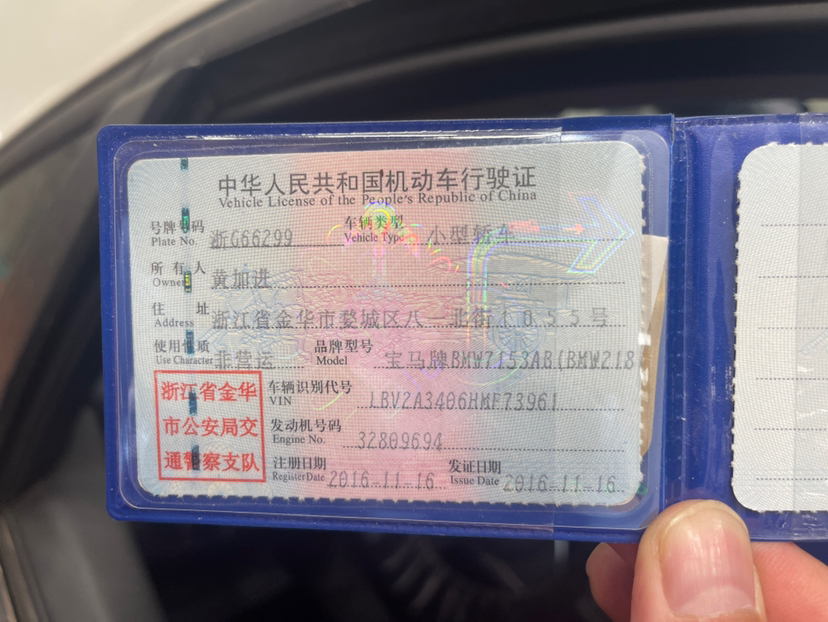 中华人民共和国机动车行驶证
Vehicle License of the People's Republic of China
号牌号码 浙G66299 车辆类型 小型轿车
Plate No. Vehicle Type
所有人 黄加进
Owner
住址 浙江省金华市婺城区八一北街1055号
Address
使用性质 非营运 品牌型号 宝马牌BMW7153AB(BMW218
Use Character Model
浙江省金华
市公安局交
通警察支队
车辆识别代号 LBV2A3406HMF73961
VIN
发动机号码 32809694
Engine No.
注册日期 2016-11-16 发证日期 2016-11-16
Register Date Issue Date